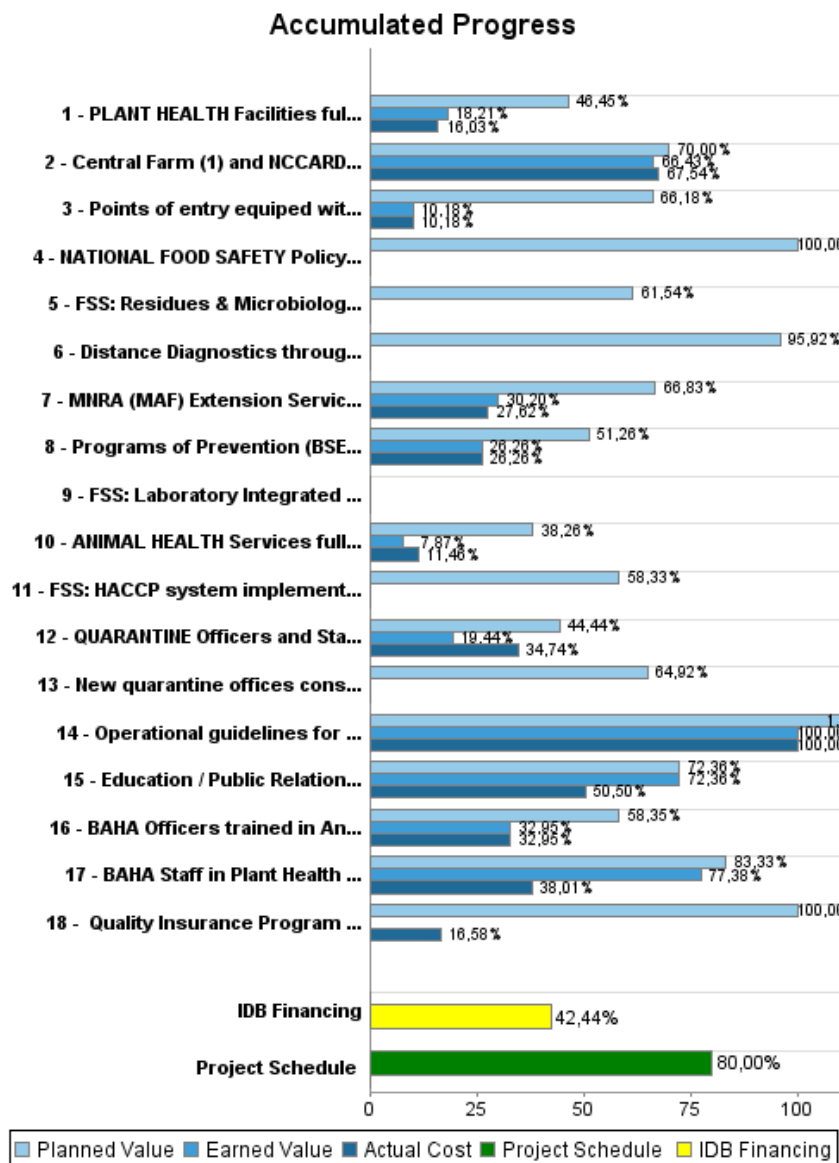 Accumulated Progress
1 - PLANT HEALTH Facilities ful...
46,45%
18,21%
16,03%
2 - Central Farm (1) and NCCARD...
70,00%
66,43%
67,54%
3 - Points of entry equiped wit...
66,18%
10,18%
10,18%
4 - NATIONAL FOOD SAFETY Policy...
100,00
5 - FSS: Residues & Microbiolog...
61,54%
6 - Distance Diagnostics throug...
95,92%
7 - MNRA (MAF) Extension Servic...
66,83%
30,20%
27,62%
8 - Programs of Prevention (BSE...
51,26%
26,26%
26,26%
9 - FSS: Laboratory Integrated ...
10 - ANIMAL HEALTH Services full...
38,26%
7,87%
11,46%
11 - FSS: HACCP system implement...
58,33%
12 - QUARANTINE Officers and Sta...
44,44%
19,44%
34,74%
13 - New quarantine offices cons...
64,92%
14 - Operational guidelines for ...
100,00
100,00
15 - Education / Public Relation...
72,36%
72,36%
50,50%
16 - BAHA Officers trained in An...
58,35%
32,95%
32,95%
17 - BAHA Staff in Plant Health ...
83,33%
77,38%
38,01%
18 -  Quality Insurance Program ...
100,00
16,58%
IDB Financing
42,44%
Project Schedule
80,00%
0 25 50 75 100
Planned Value Earned Value Actual Cost Project Schedule IDB Financing